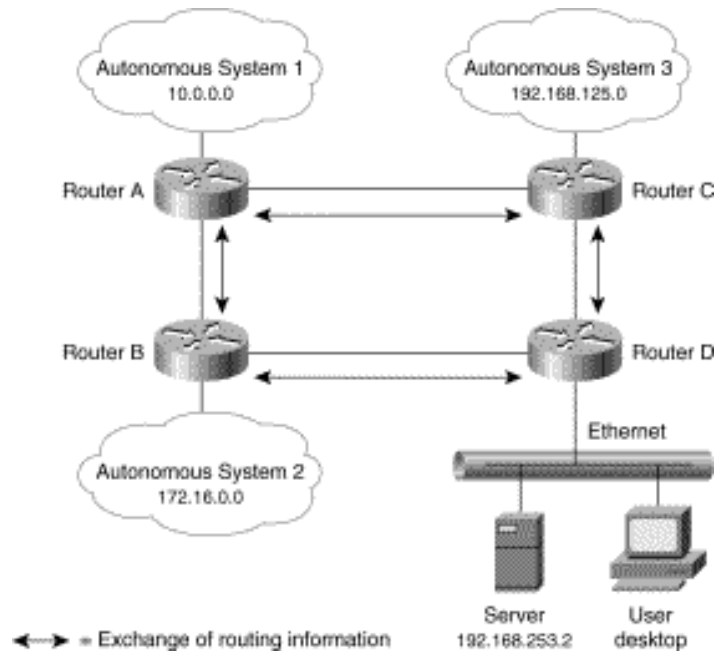 Autonomous System 1
10.0.0.0
Autonomous System 3
192.168.125.0
Router A
Router C
Router B
Router D
Autonomous System 2
172.16.0.0
Ethernet
Server
192.168.253.2
User
desktop
= Exchange of routing information